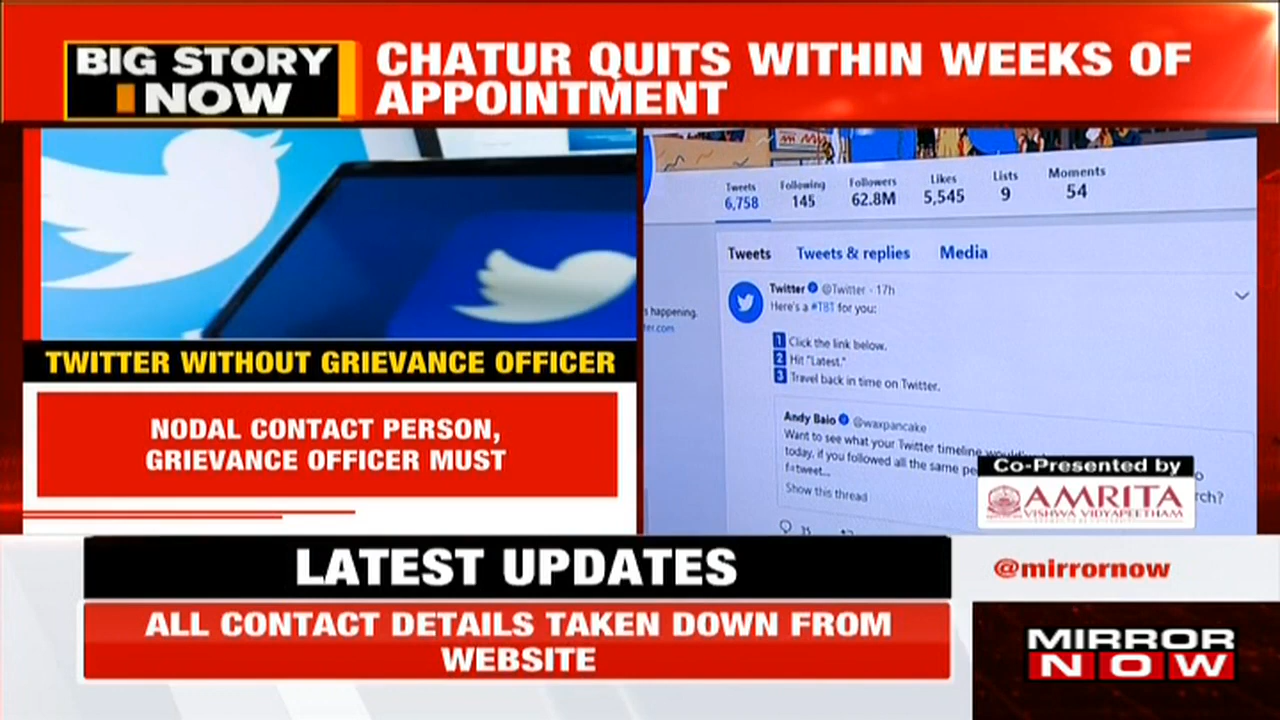 BIG STORY
NOW
CHATUR QUITS WITHIN WEEKS OF
APPOINTMENT
TWITTER WITHOUT GRIEVANCE OFFICER
NODAL CONTACT PERSON,
GRIEVANCE OFFICER MUST
Tweets Following Followers Likes Lists Moments
6,758 145 62.8M 5,545 9 54
Tweets Tweets & replies Media
Twitter @Twitter · 17h
Here's a #TBT for you:
1 Click the link below.
2 Hit "Latest."
3 Travel back in time on Twitter.
s happening.
ter.com
Andy Baio @waxpancake
Want to see what your Twitter timeline
today, if you followed all the same
rch?
Show this thread
35
Co-Presented by
AMRITA
VISHWA VIDYAPEETHAM
LATEST UPDATES
ALL CONTACT DETAILS TAKEN DOWN FROM
WEBSITE
@mirrornow
MIRROR
NOW